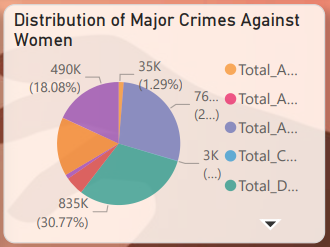 Distribution of Major Crimes Against
Women
490K
(18.08%)
35K
(1.29%)
76...
(2...)
3K
(...)
835K
(30.77%)
Total_A...
Total_A...
Total_A...
Total_C...
Total_D...